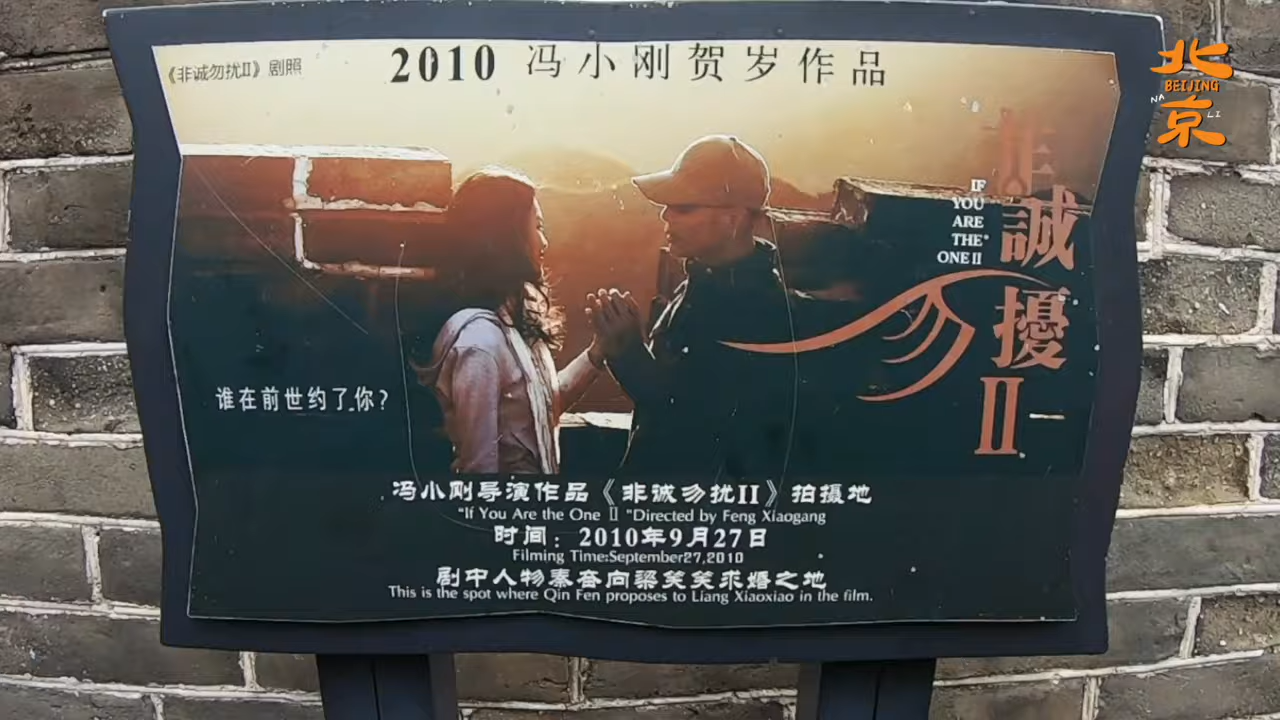 《非诚勿扰II》剧照
2010 冯小刚贺岁作品
北
BEIJING
NA
京
LI
IF
YOU
ARE
THE
ONE II
非
誠
勿
擾
II
谁在前世约了你?
冯小刚导演作品《非诚勿扰II》拍摄地
"If You Are the One II "Directed by Feng Xiaogang
时间：2010年9月27日
Filming Time:September27,2010
剧中人物秦奋向梁笑笑求婚之地
This is the spot where Qin Fen proposes to Liang Xiaoxiao in the film.